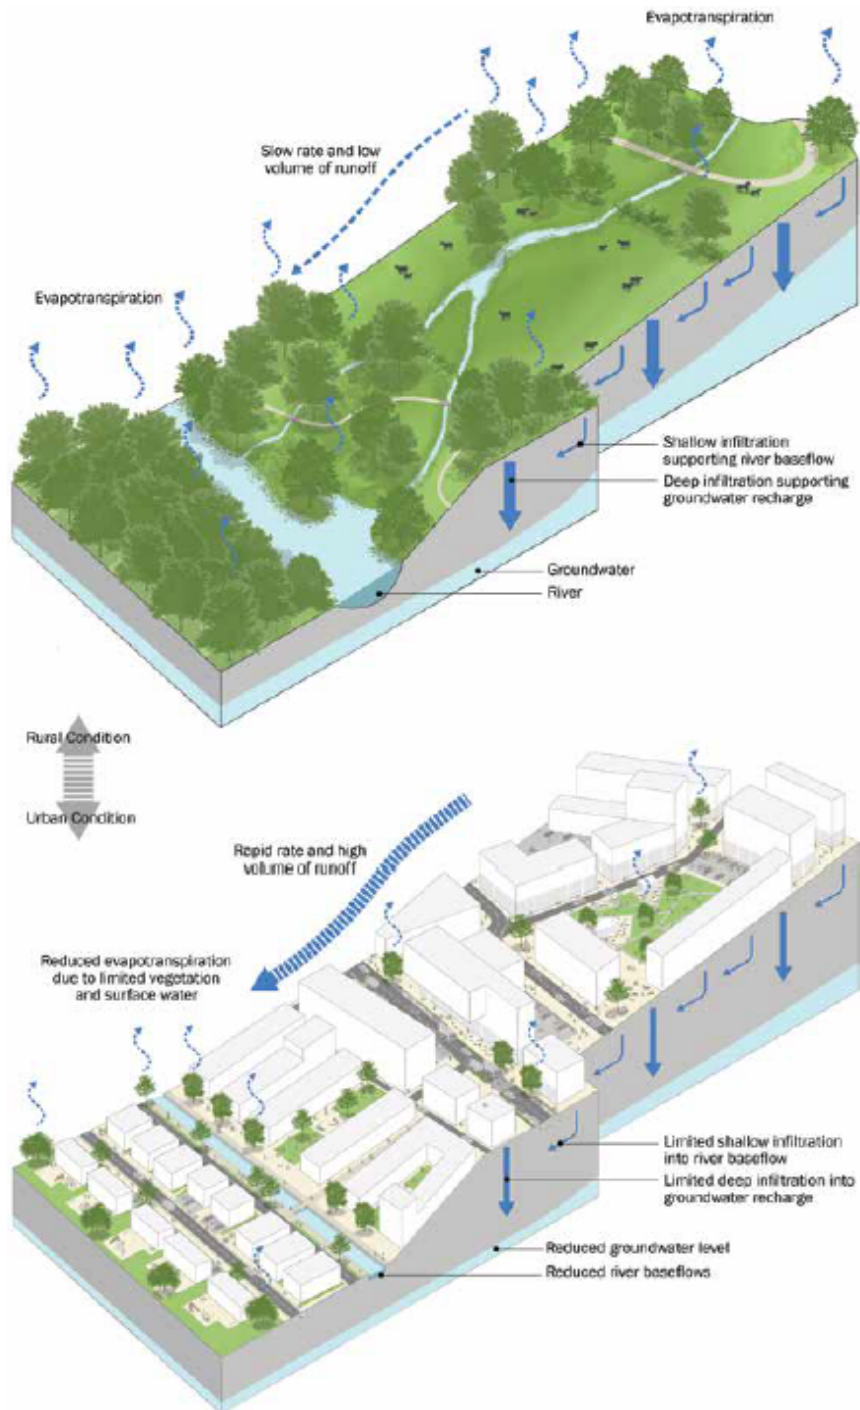 Evapotranspiration
Slow rate and low
volume of runoff
Evapotranspiration
Shallow infiltration
supporting river baseflow
Deep infiltration supporting
groundwater recharge
Groundwater
River
Rural Condition
Urban Condition
Rapid rate and high
volume of runoff
Reduced evapotranspiration
due to limited vegetation
and surface water
Limited shallow infiltration
into river baseflow
Limited deep infiltration into
groundwater recharge
Reduced groundwater level
Reduced river baseflows